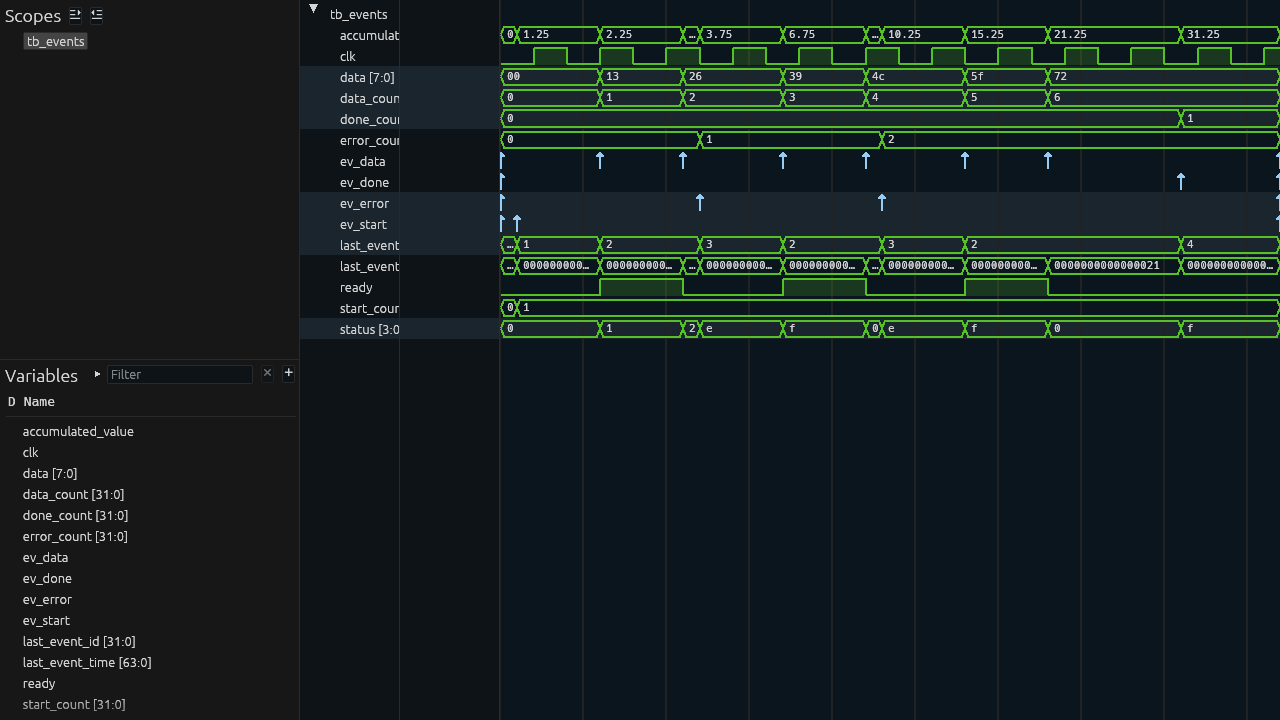 Scopes
tb_events
Variables
Filter
×
+
D Name
accumulated_value
clk
data [7:0]
data_count [31:0]
done_count [31:0]
error_count [31:0]
ev_data
ev_done
ev_error
ev_start
last_event_id [31:0]
last_event_time [63:0]
ready
start_count [31:0]
tb_events
accumulat 0 1.25 2.25 … 3.75 6.75 … 10.25 15.25 21.25 31.25
clk
data [7:0] 00 13 26 39 4c 5f 72
data_coun 0 1 2 3 4 5 6
done_cou 0 1
error_cou 0 1 2
ev_data
ev_done
ev_error
ev_start
last_event … 1 2 3 2 3 2 4
last_event … 000000000… 000000000… … 000000000… 000000000… … 000000000… 000000000… 0000000000000021 000000000000…
ready
start_cour 0 1
status [3:0 0 1 2 e f 0 e f 0 f